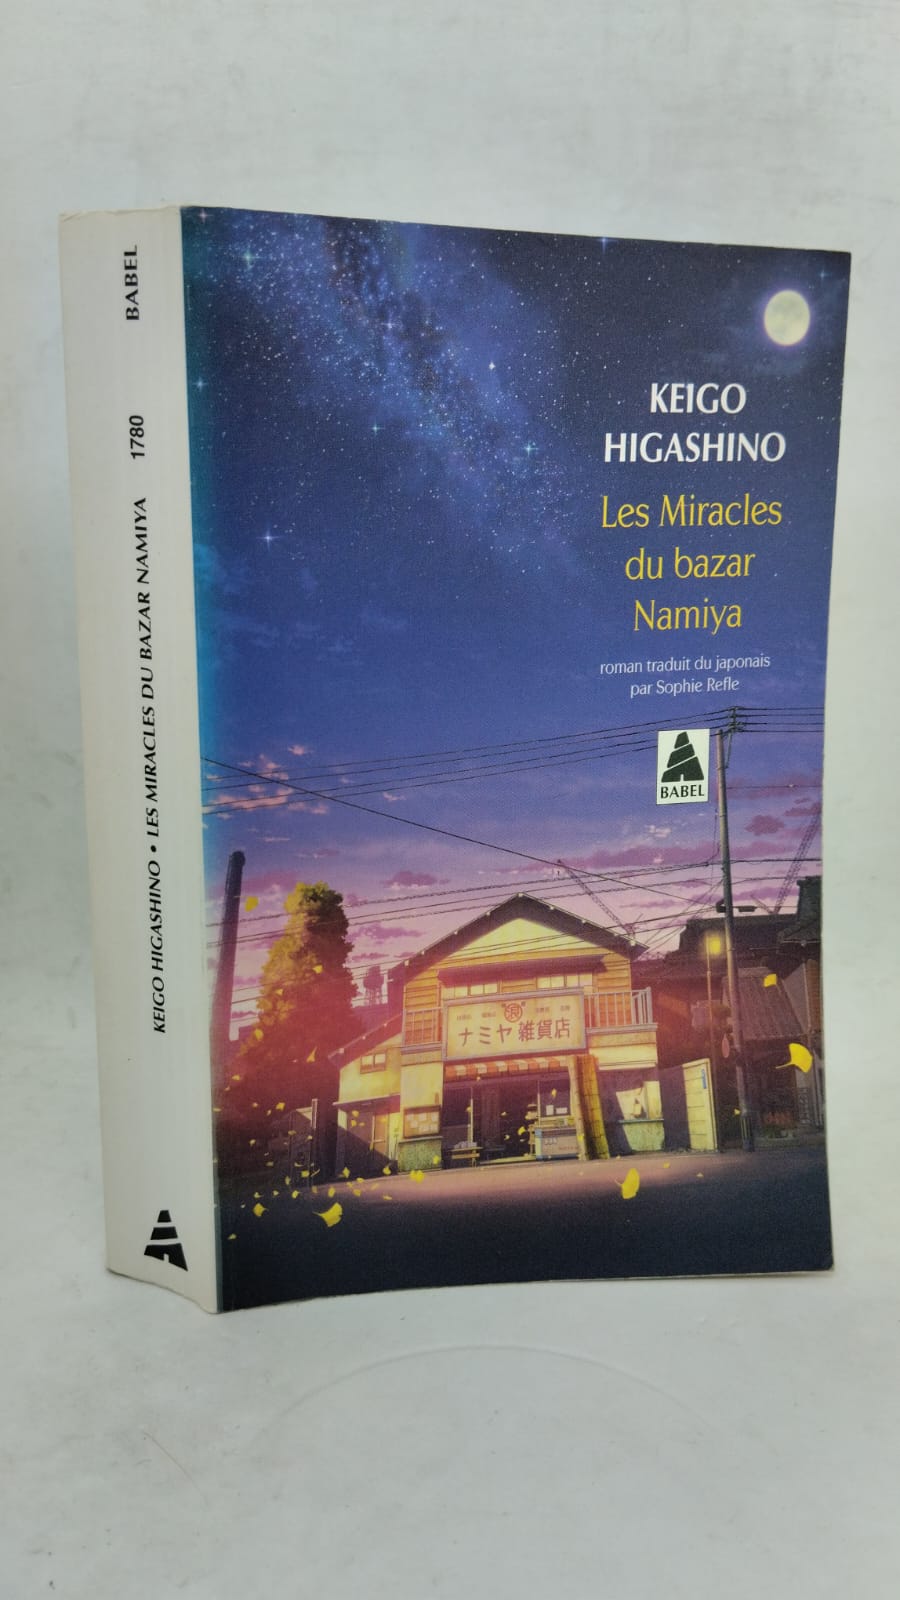 KEIGO HIGASHINO • LES MIRACLES DU BAZAR NAMIYA 1780 BABEL
KEIGO
HIGASHINO
Les Miracles
du bazar
Namiya
roman traduit du japonais
par Sophie Refle
BABEL
ナミヤ 雑貨店